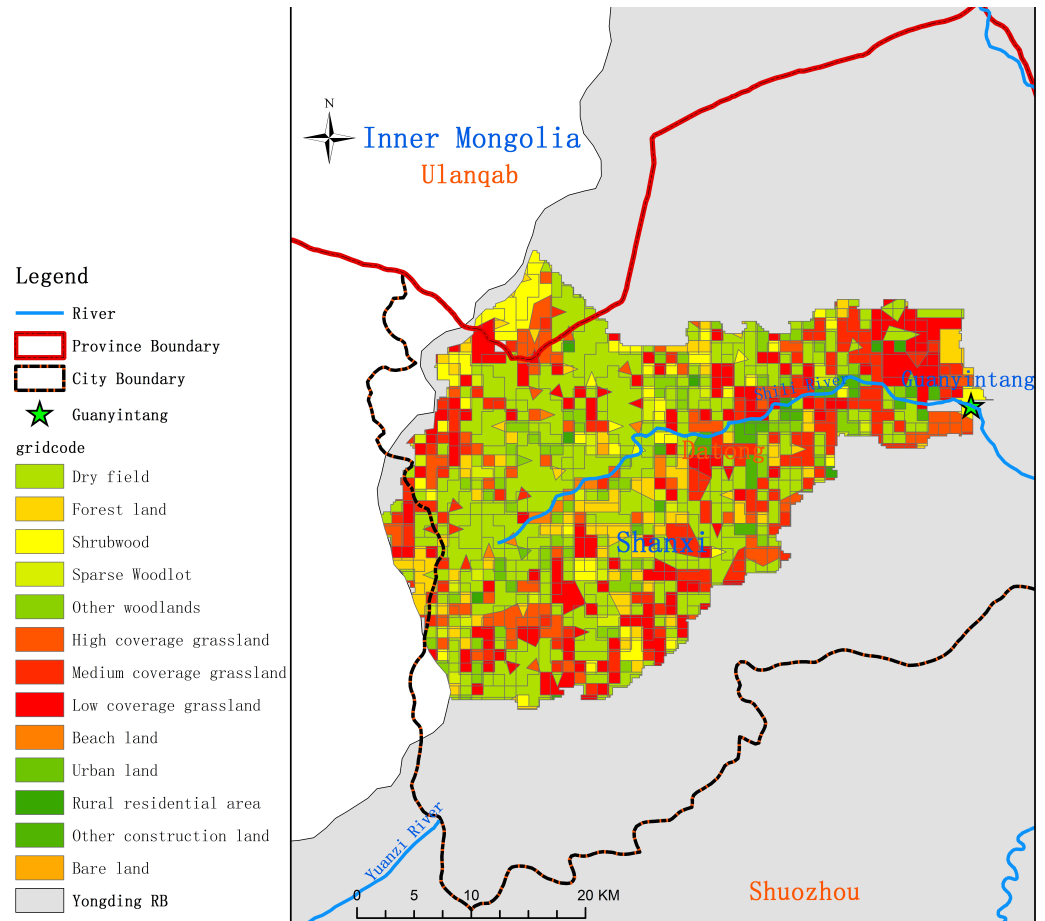 N
Inner Mongolia
Ulanqab
Legend
River
Province Boundary
City Boundary
Guanyintang
gridcode
Dry field
Forest land
Shrubwood
Sparse Woodlot
Other woodlands
High coverage grassland
Medium coverage grassland
Low coverage grassland
Beach land
Urban land
Rural residential area
Other construction land
Bare land
Yongding RB
Guanyintang
Shili River
Datong
Shanxi
Yuanzi River
Shuozhou
0 5 10 20 KM